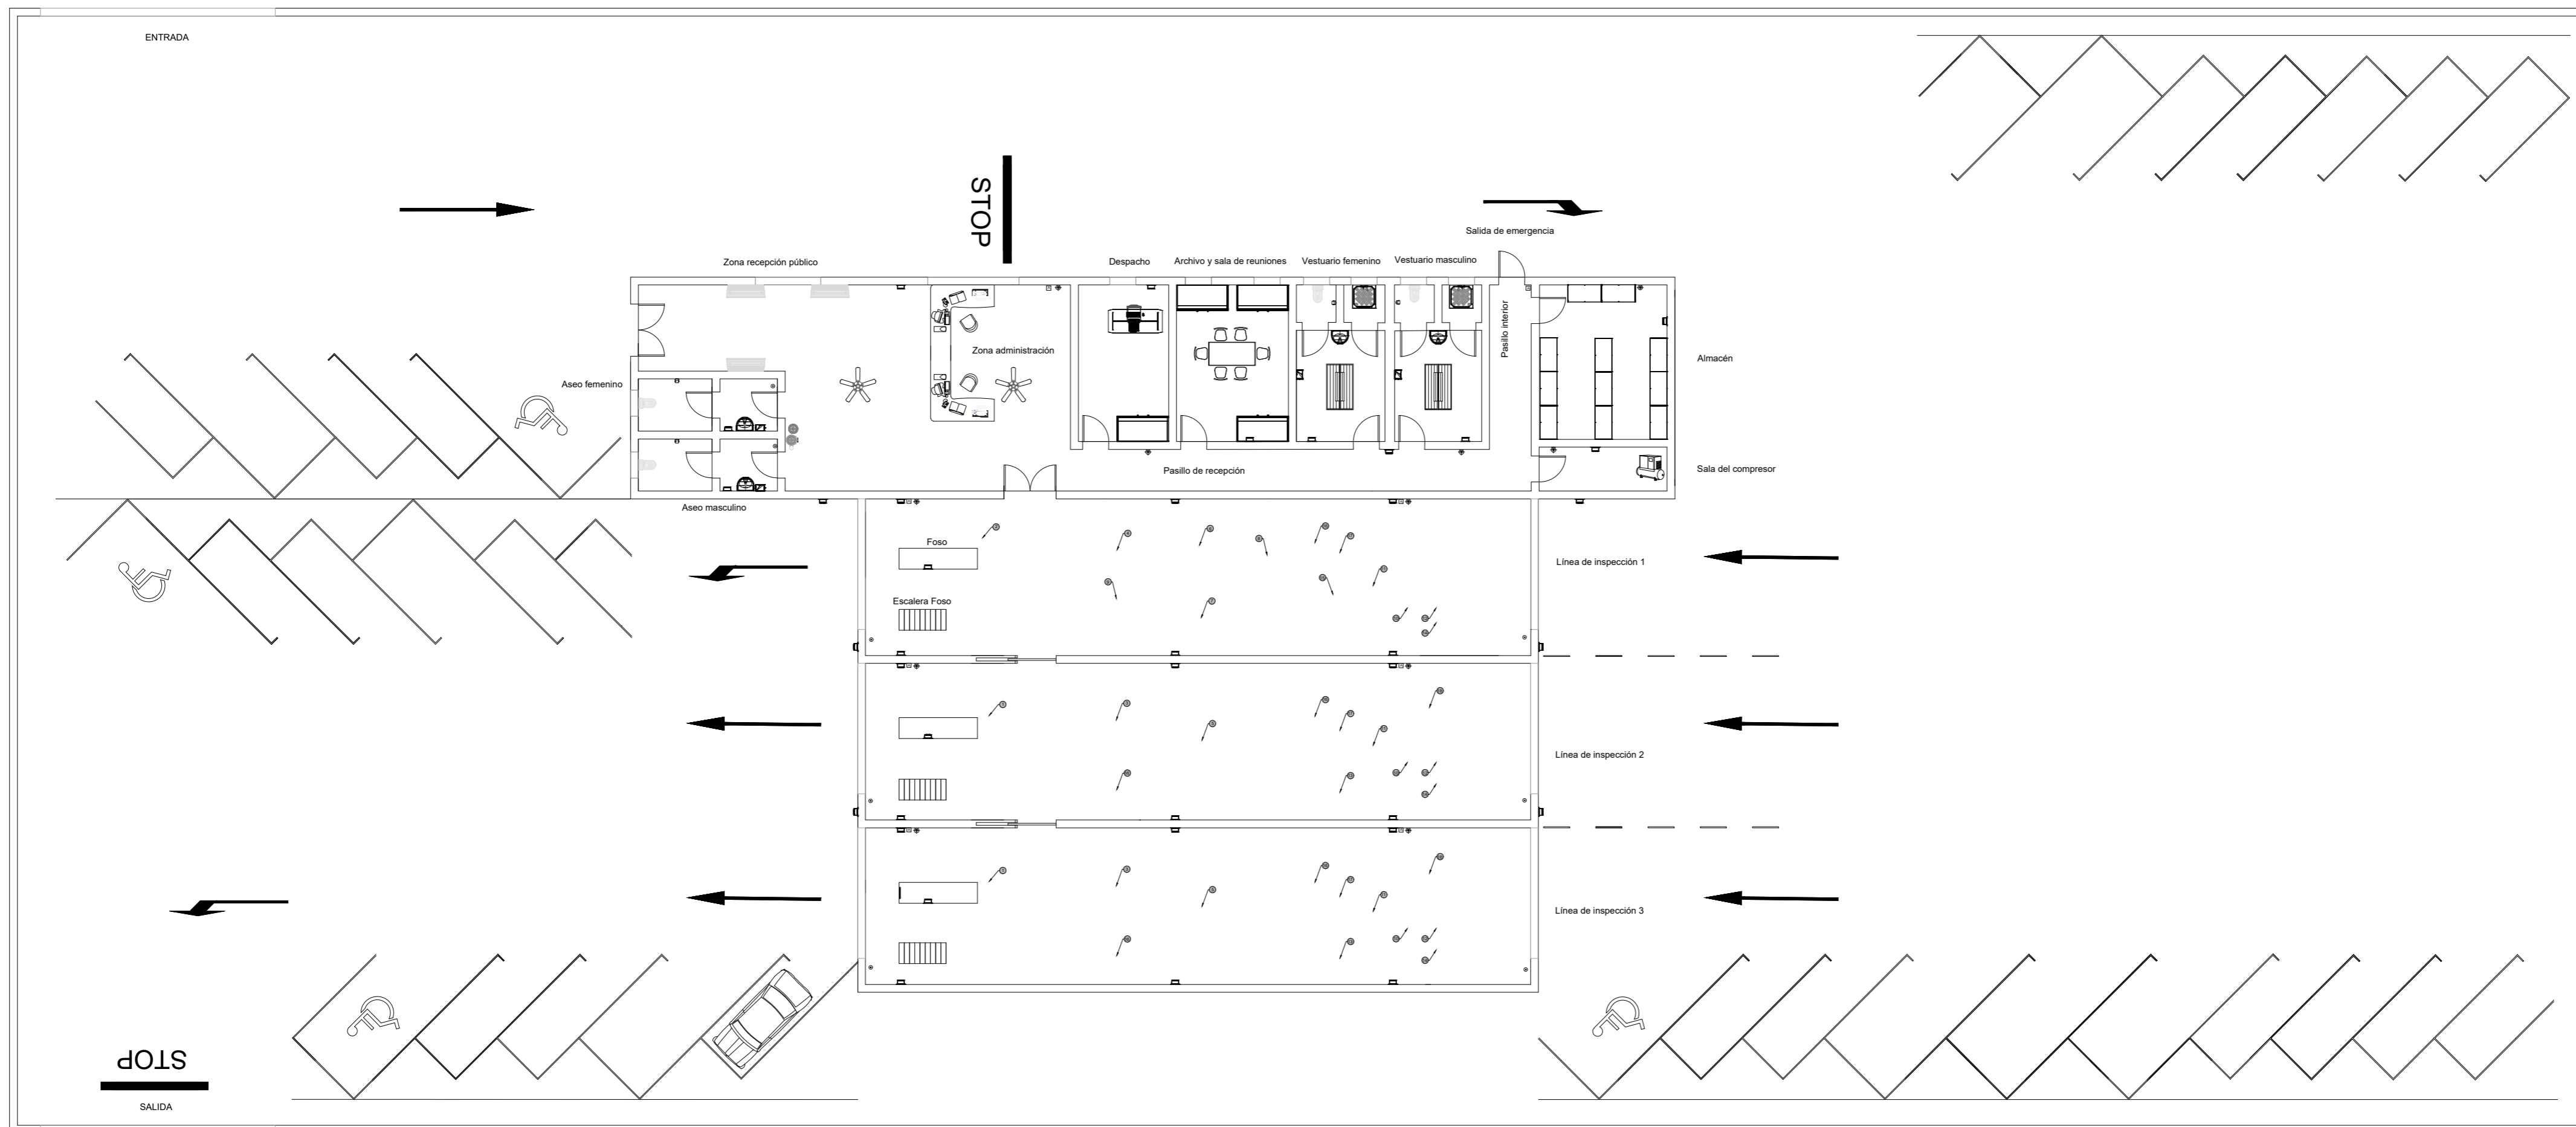 ENTRADA
STOP
Salida de emergencia
Zona recepción público
Despacho
Archivo y sala de reuniones
Vestuario femenino
Vestuario masculino
Pasillo interior
Zona administración
Almacén
Aseo femenino
Pasillo de recepción
Sala del compresor
Aseo masculino
Foso
Línea de inspección 1
Escalera Foso
Línea de inspección 2
Línea de inspección 3
STOP
SALIDA